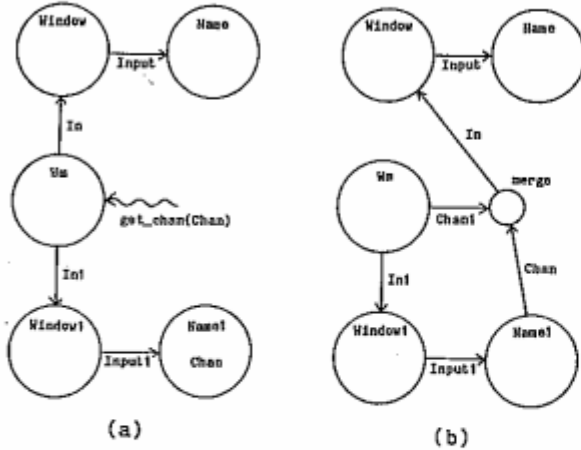 Window
Name
Input
In
Wm
get_chan(Chan)
In1
Window1
Name1
Input1
Chan
(a)
Window
Name
Input
In
merge
Wm
Chan1
In1
Chan
Window1
Name1
Input1
(b)